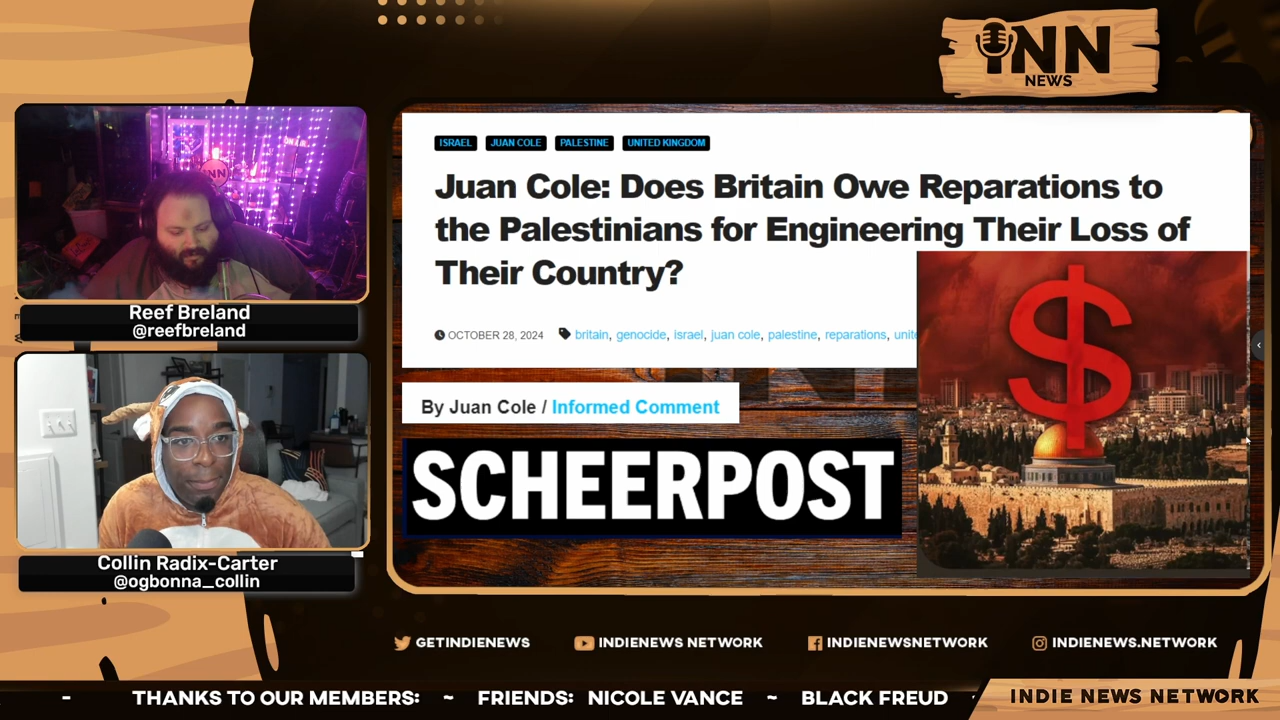 INN
NEWS
INN
Reef Breland
@reefbreland
Collin Radix-Carter
@ogbonna_collin
ISRAEL JUAN COLE PALESTINE UNITED KINGDOM
Juan Cole: Does Britain Owe Reparations to
the Palestinians for Engineering Their Loss of
Their Country?
OCTOBER 28, 2024 britain, genocide, israel, juan cole, palestine, reparations,
By Juan Cole / Informed Comment
SCHEERPOST
$
GETINDIENEWS INDIENEWS NETWORK INDIENEWSNETWORK INDIENEWS.NETWORK
- THANKS TO OUR MEMBERS: ~ FRIENDS: NICOLE VANCE ~ BLACK FREUD INDIE NEWS NETWORK